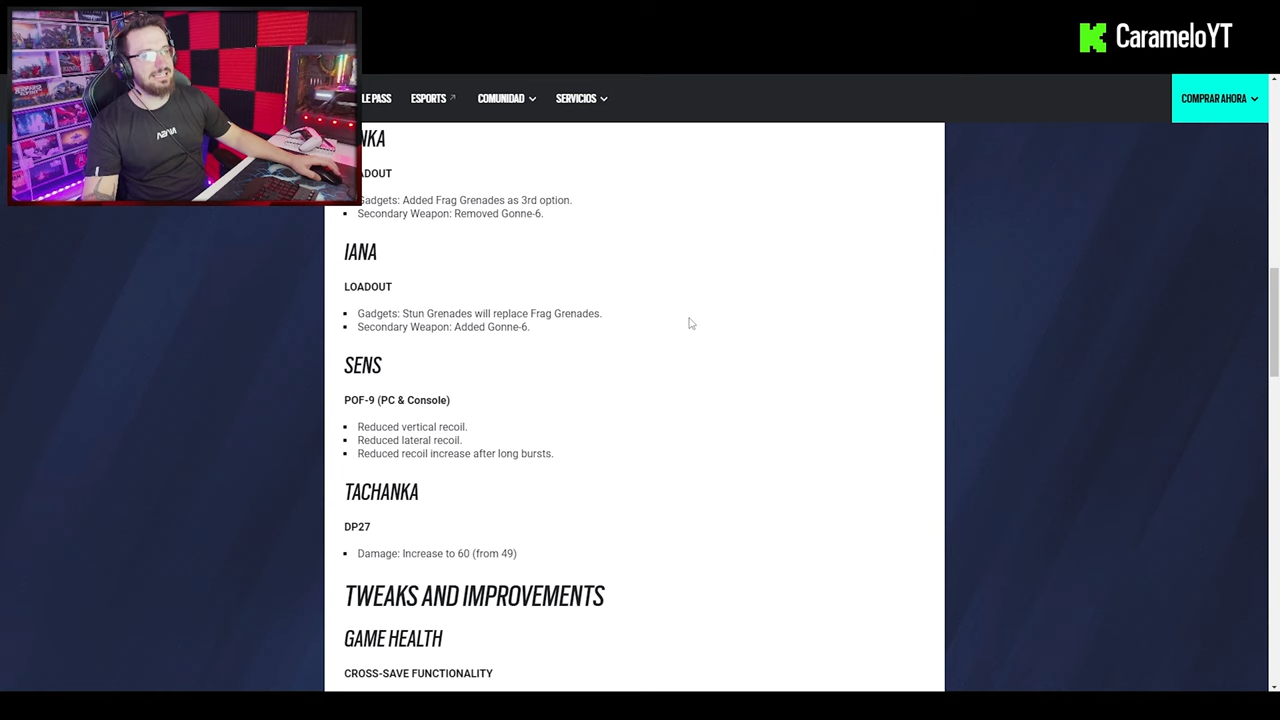 CarameloYT
LE PASS
ESPORTS
COMUNIDAD
SERVICIOS
COMPRAR AHORA
NKA
ADOUT
Gadgets: Added Frag Grenades as 3rd option.
Secondary Weapon: Removed Gonne-6.
IANA
LOADOUT
Gadgets: Stun Grenades will replace Frag Grenades.
Secondary Weapon: Added Gonne-6.
SENS
POF-9 (PC & Console)
Reduced vertical recoil.
Reduced lateral recoil.
Reduced recoil increase after long bursts.
TACHANKA
DP27
Damage: Increase to 60 (from 49)
TWEAKS AND IMPROVEMENTS
GAME HEALTH
CROSS-SAVE FUNCTIONALITY